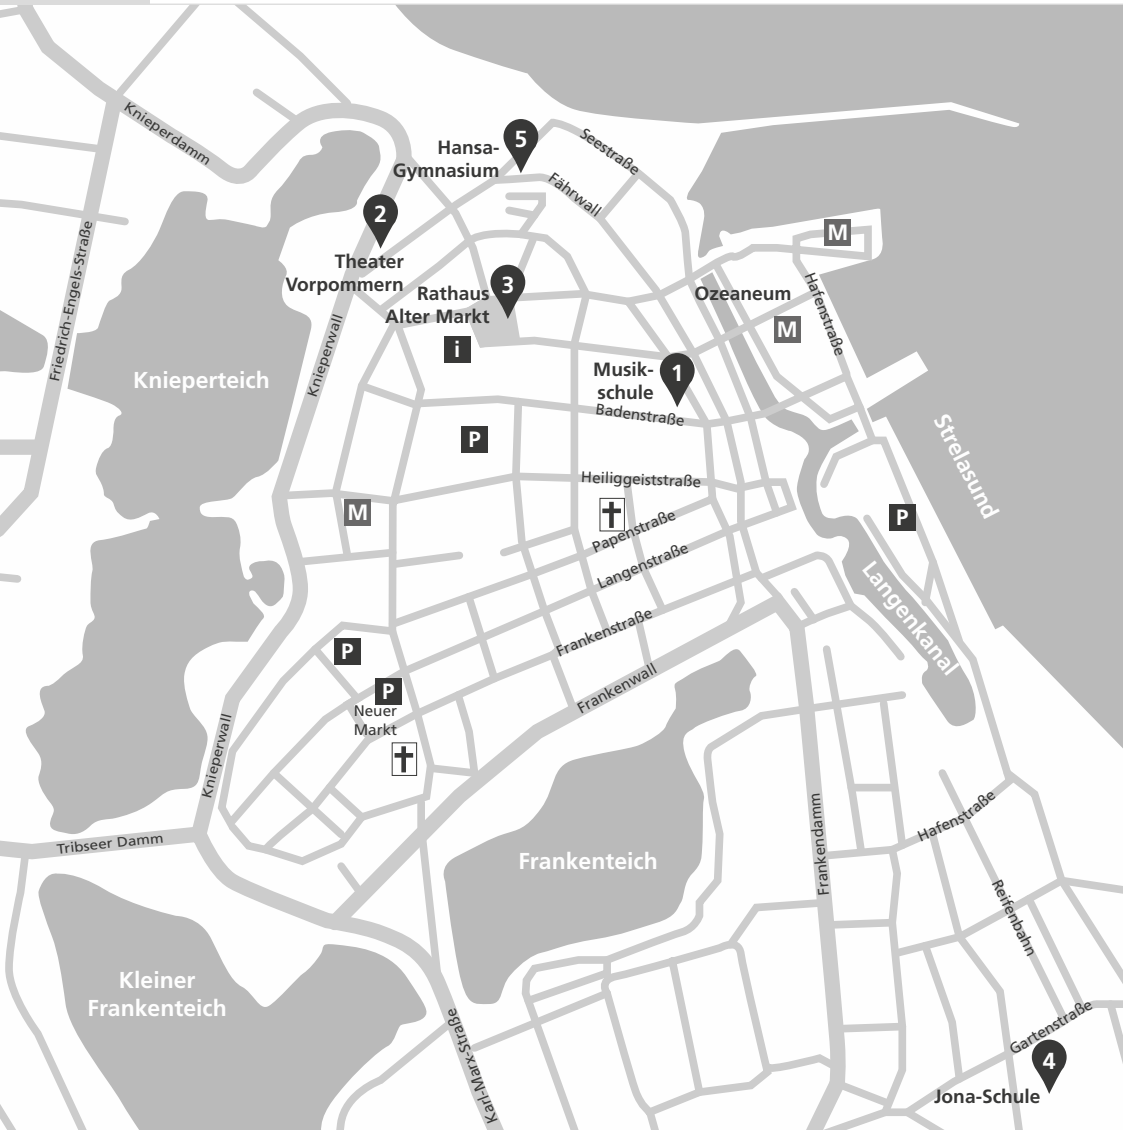 Knieperdamm
5
Hansa-
Gymnasium
Seestraße
Fährwall
2
Theater
Vorpommern
M
Friedrich-Engels-Straße
3
Rathaus
Alter Markt
Ozeaneum
Hafenstraße
M
i
Knieperwall
Knieperteich
1
Musik-
schule
Badenstraße
P
Strelasund
Heiliggeiststraße
M
P
Papenstraße
Langenstraße
Langenkanal
Frankenstraße
P
P
Neuer
Markt
Frankenwall
Knieperwall
Tribseer Damm
Frankenteich
Frankendamm
Hafenstraße
Reifenbahn
Kleiner
Frankenteich
Karl-Marx-Straße
Gartenstraße
4
Jona-Schule